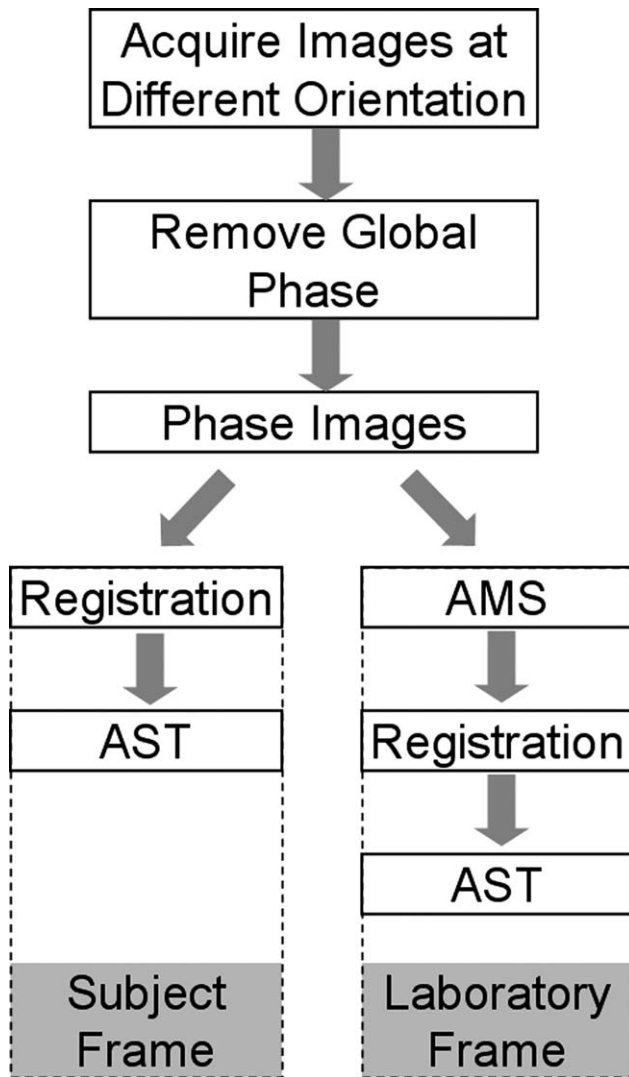 Acquire Images at
Different Orientation
Remove Global
Phase
Phase Images
Registration
AST
Subject
Frame
AMS
Registration
AST
Laboratory
Frame